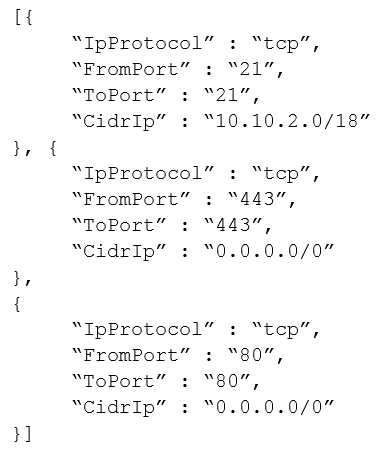 [{
“IpProtocol” : “tcp”,
“FromPort” : “21”,
“ToPort” : “21”,
“CidrIp” : “10.10.2.0/18”
}, {
“IpProtocol” : “tcp”,
“FromPort” : “443”,
“ToPort” : “443”,
“CidrIp” : “0.0.0.0/0”
},
{
“IpProtocol” : “tcp”,
“FromPort” : “80”,
“ToPort” : “80”,
“CidrIp” : “0.0.0.0/0”
}]